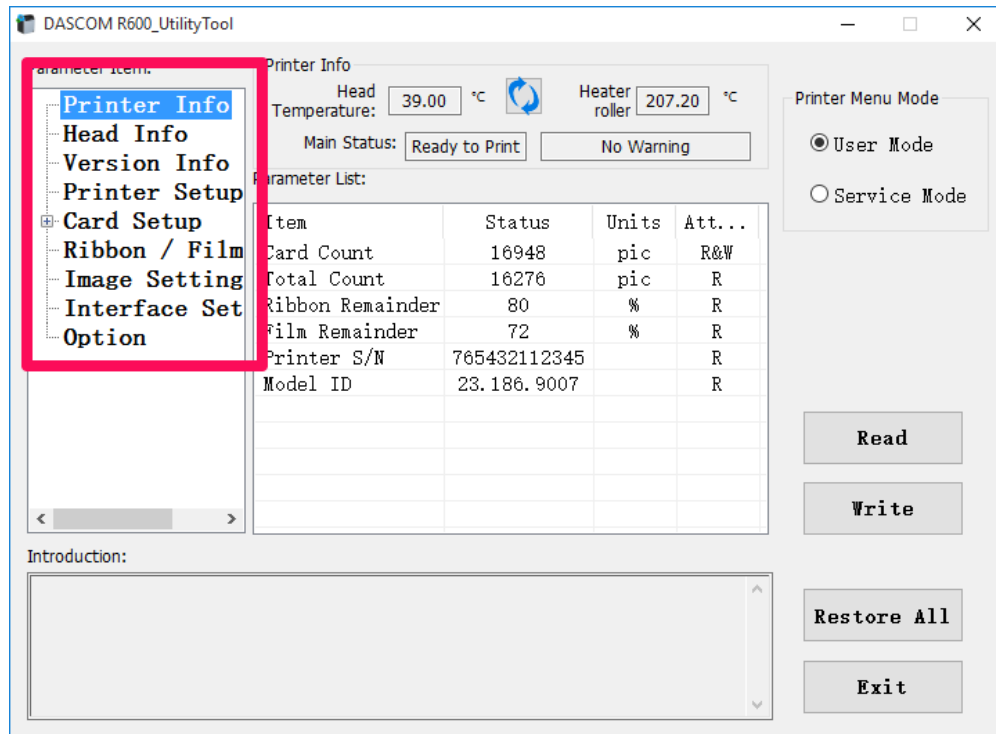 DASCOM R600_UtilityTool
Parameter Item:
Printer Info
Head Info
Version Info
Printer Setup
Card Setup
Ribbon / Film
Image Setting
Interface Set
Option
Printer Info
Head Temperature: 39.00 °C
Heater roller 207.20 °C
Main Status: Ready to Print No Warning
Parameter List:
Item Status Units Att...
Card Count 16948 pic R&W
Total Count 16276 pic R
Ribbon Remainder 80 % R
Film Remainder 72 % R
Printer S/N 765432112345 R
Model ID 23.186.9007 R
Printer Menu Mode
User Mode
Service Mode
Read
Write
Introduction:
Restore All
Exit